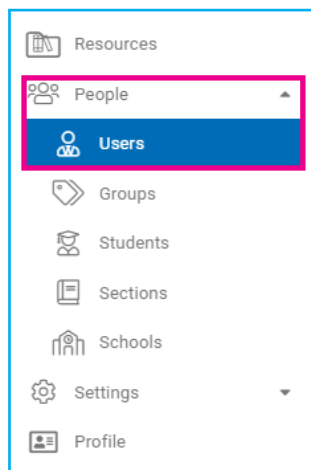 Resources
People
Users
Groups
Students
Sections
Schools
Settings
Profile